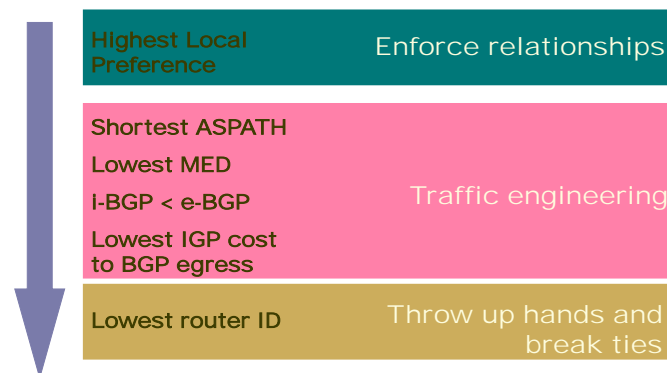 Highest Local
Preference
Enforce relationships
Shortest ASPATH
Lowest MED
i-BGP < e-BGP
Lowest IGP cost
to BGP egress
Traffic engineering
Lowest router ID
Throw up hands and
break ties